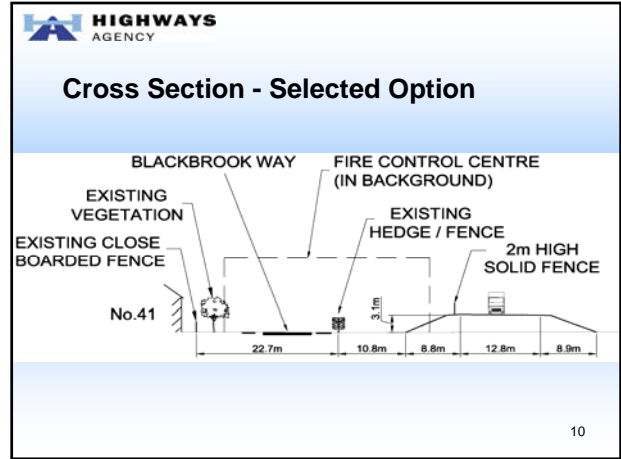 HIGHWAYS
AGENCY
Cross Section - Selected Option
BLACKBROOK WAY
FIRE CONTROL CENTRE
(IN BACKGROUND)
EXISTING
VEGETATION
EXISTING
HEDGE / FENCE
EXISTING CLOSE
BOARDED FENCE
2m HIGH
SOLID FENCE
No.41
3.1m
22.7m
10.8m
8.8m
12.8m
8.9m
10